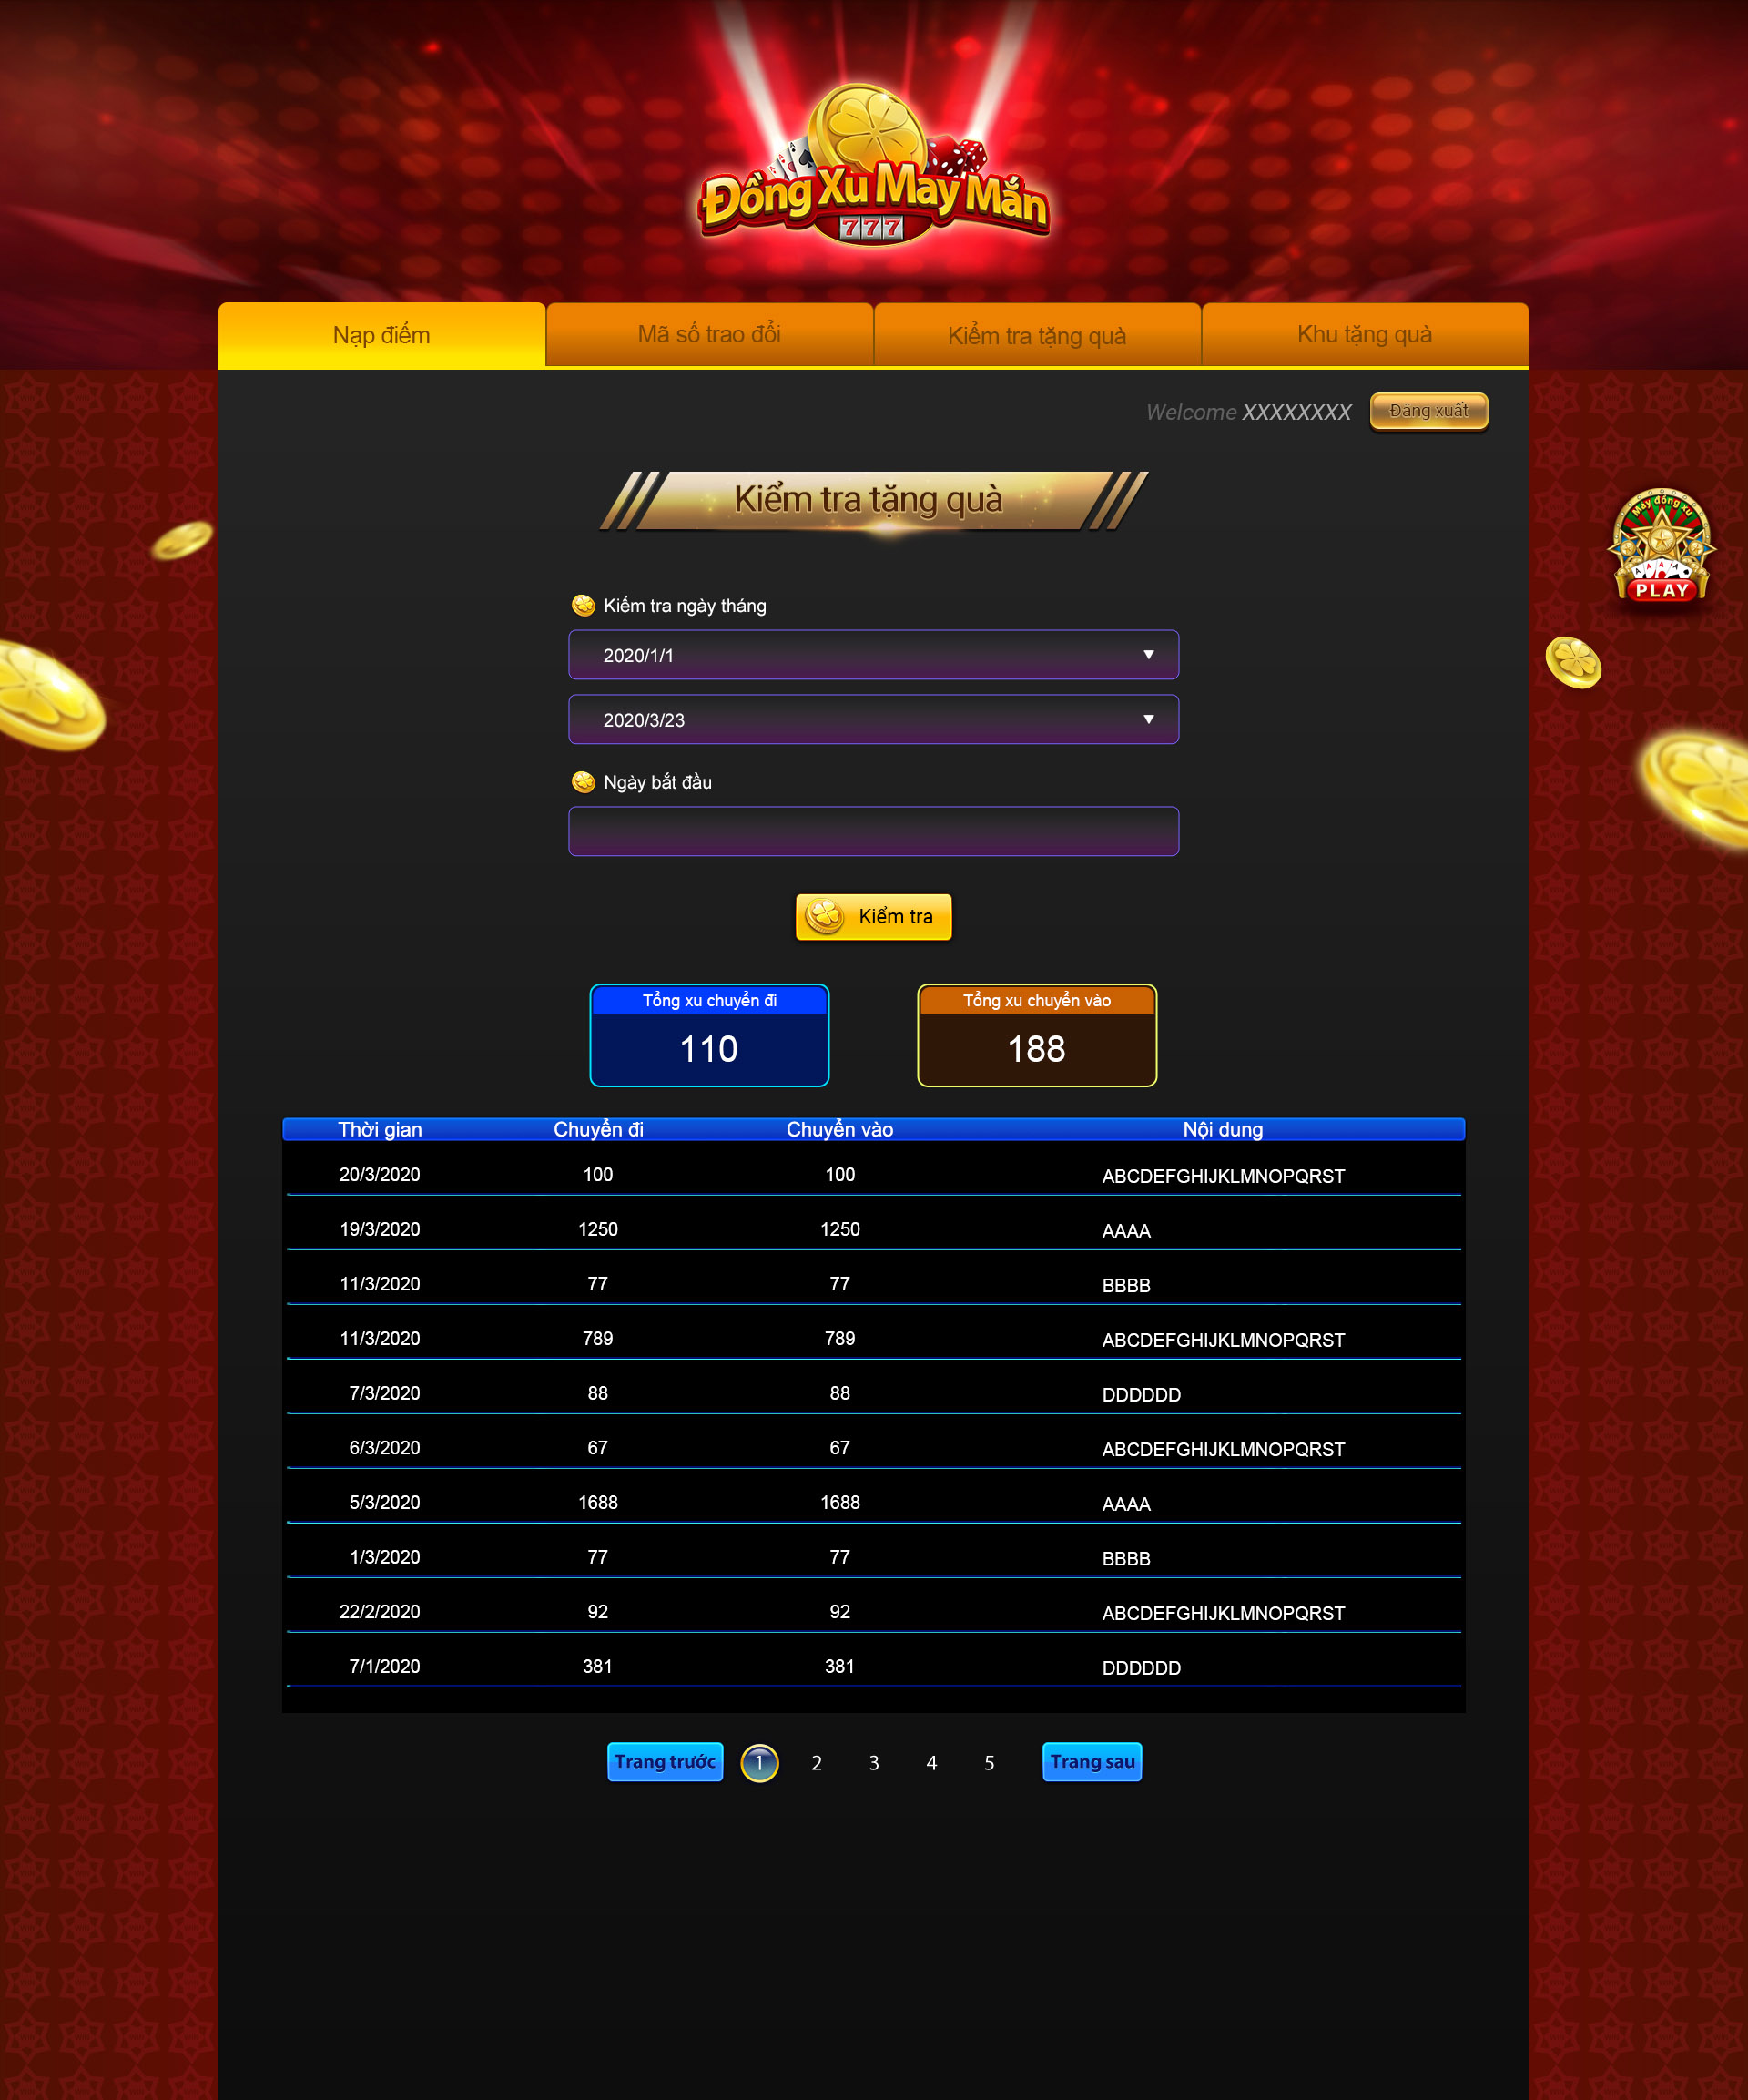 Đồng Xu May Mắn
777
Nạp điểm
Mã số trao đổi
Kiểm tra tặng quà
Khu tặng quà
Welcome XXXXXXXX
Đăng xuất
Kiểm tra tặng quà
Máy đồng xu
A A A A
PLAY
Kiểm tra ngày tháng
2020/1/1 ▼
2020/3/23 ▼
Ngày bắt đầu
Kiểm tra
Tổng xu chuyển đi
110
Tổng xu chuyển vào
188
Thời gian Chuyển đi Chuyển vào Nội dung
20/3/2020 100 100 ABCDEFGHIJKLMNOPQRST
19/3/2020 1250 1250 AAAA
11/3/2020 77 77 BBBB
11/3/2020 789 789 ABCDEFGHIJKLMNOPQRST
7/3/2020 88 88 DDDDDD
6/3/2020 67 67 ABCDEFGHIJKLMNOPQRST
5/3/2020 1688 1688 AAAA
1/3/2020 77 77 BBBB
22/2/2020 92 92 ABCDEFGHIJKLMNOPQRST
7/1/2020 381 381 DDDDDD
Trang trước 1 2 3 4 5 Trang sau